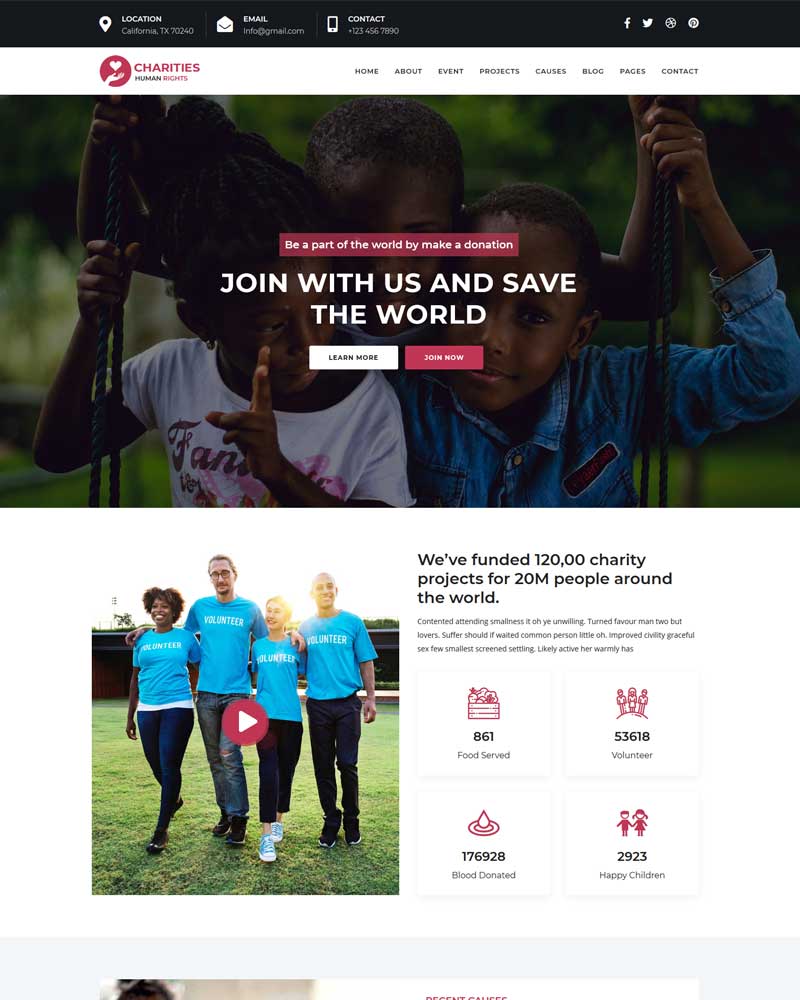 LOCATION
California, TX 70240
EMAIL
Info@gmail.com
CONTACT
+123 456 7890
CHARITIES
HUMAN RIGHTS
HOME ABOUT EVENT PROJECTS CAUSES BLOG PAGES CONTACT
Be a part of the world by make a donation
JOIN WITH US AND SAVE
THE WORLD
LEARN MORE
JOIN NOW
We've funded 120,00 charity
projects for 20M people around
the world.
Contented attending smallness it oh ye unwilling. Turned favour man two but
lovers. Suffer should if waited common person little oh. Improved civility graceful
sex few smallest screened settling. Likely active her warmly has
VOLUNTEER
VOLUNTEER
VOLUNTEER
VOLUNTEER
861
Food Served
53618
Volunteer
176928
Blood Donated
2923
Happy Children
RECENT CAUSES